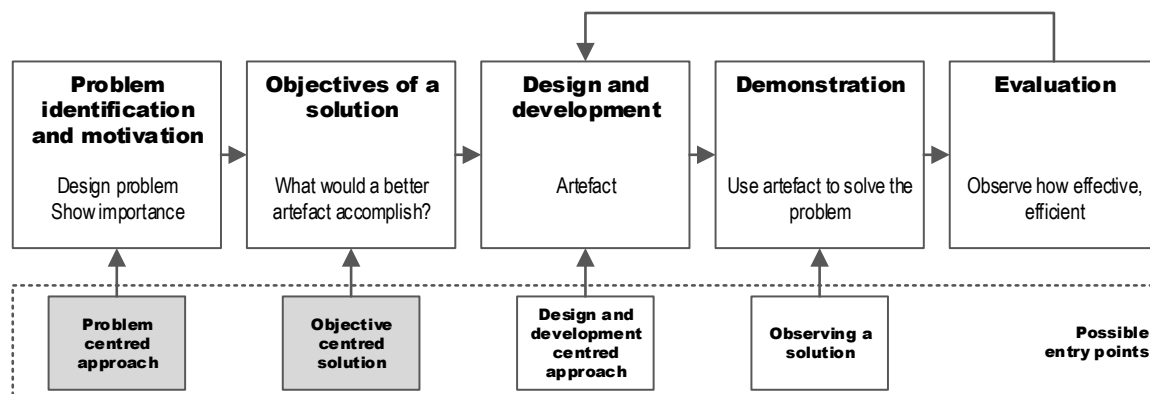 Problem
identification
and motivation
Design problem
Show importance
Objectives of a
solution
What would a better
artefact accomplish?
Design and
development
Artefact
Demonstration
Use artefact to solve the
problem
Evaluation
Observe how effective,
efficient
Problem
centred
approach
Objective
centred
solution
Design and
development
centred
approach
Observing a
solution
Possible
entry points